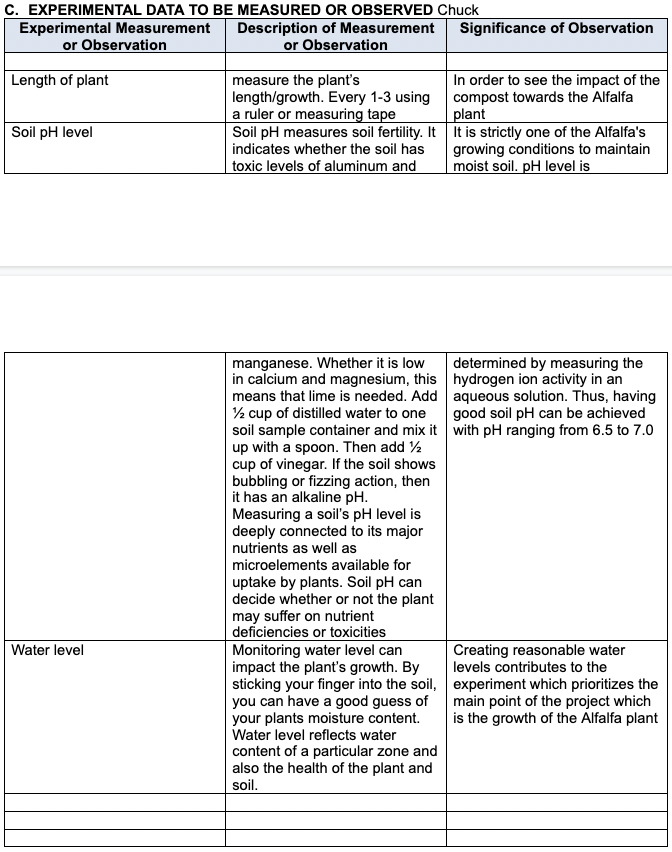 C. EXPERIMENTAL DATA TO BE MEASURED OR OBSERVED Chuck
Experimental Measurement
or Observation
Description of Measurement
or Observation
Significance of Observation
Length of plant
measure the plant's
length/growth. Every 1-3 using
a ruler or measuring tape
In order to see the impact of the
compost towards the Alfalfa
plant
Soil pH level
Soil pH measures soil fertility. It
indicates whether the soil has
toxic levels of aluminum and
It is strictly one of the Alfalfa's
growing conditions to maintain
moist soil. pH level is
manganese. Whether it is low
in calcium and magnesium, this
means that lime is needed. Add
½ cup of distilled water to one
soil sample container and mix it
up with a spoon. Then add ½
cup of vinegar. If the soil shows
bubbling or fizzing action, then
it has an alkaline pH.
Measuring a soil's pH level is
deeply connected to its major
nutrients as well as
microelements available for
uptake by plants. Soil pH can
decide whether or not the plant
may suffer on nutrient
deficiencies or toxicities
determined by measuring the
hydrogen ion activity in an
aqueous solution. Thus, having
good soil pH can be achieved
with pH ranging from 6.5 to 7.0
Water level
Monitoring water level can
impact the plant's growth. By
sticking your finger into the soil,
you can have a good guess of
your plants moisture content.
Water level reflects water
content of a particular zone and
also the health of the plant and
soil.
Creating reasonable water
levels contributes to the
experiment which prioritizes the
main point of the project which
is the growth of the Alfalfa plant